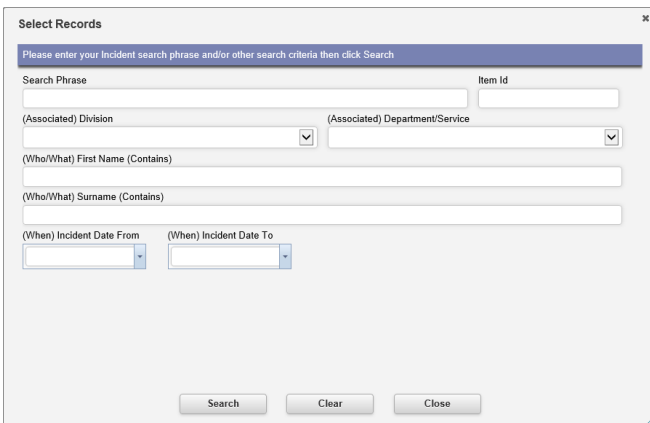 Select Records
Please enter your Incident search phrase and/or other search criteria then click Search
Search Phrase Item Id
(Associated) Division (Associated) Department/Service
(Who/What) First Name (Contains)
(Who/What) Surname (Contains)
(When) Incident Date From (When) Incident Date To
Search Clear Close